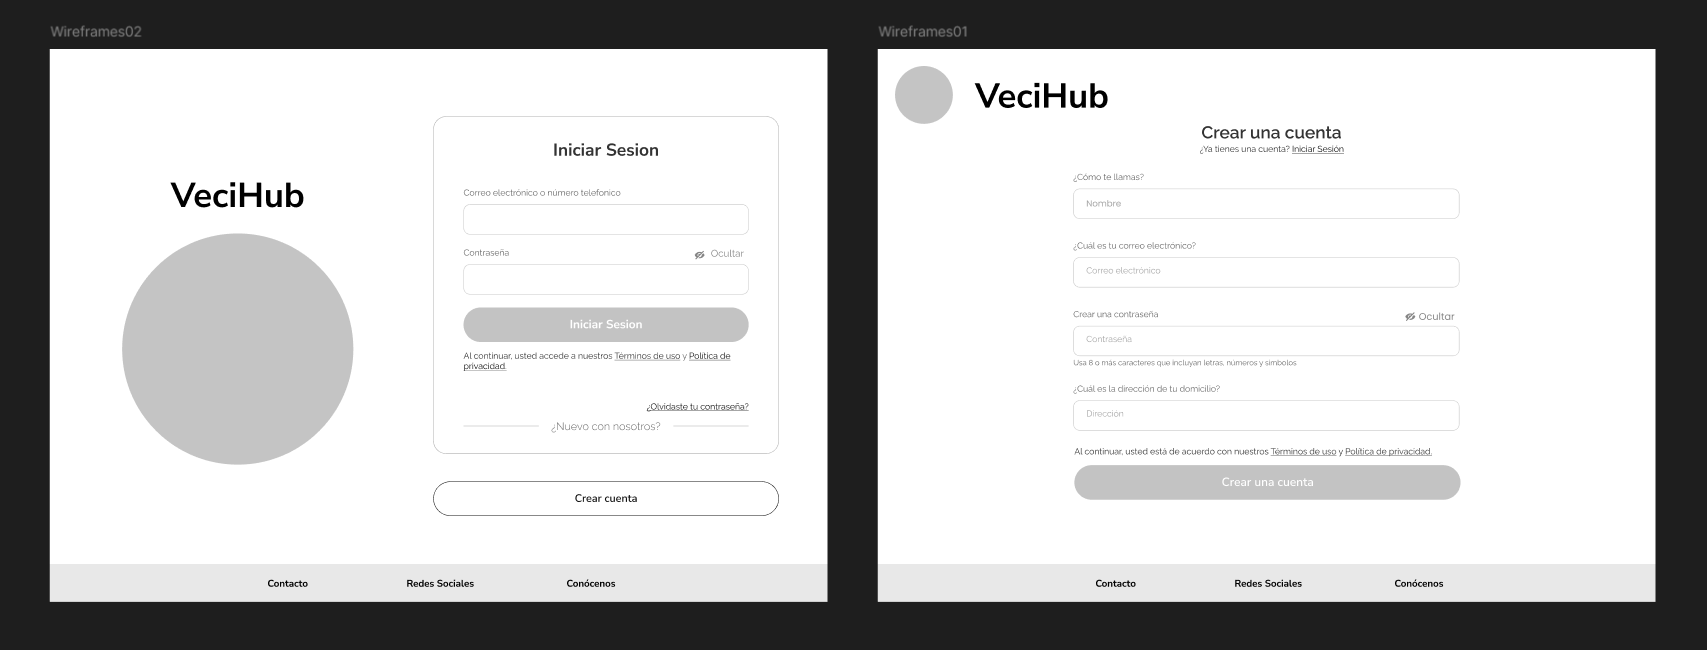 Wireframes02
VeciHub
Iniciar Sesion
Correo electrónico o número telefonico
Contraseña
Ocultar
Iniciar Sesion
Al continuar, usted accede a nuestros Términos de uso y Política de
privacidad.
¿Olvidaste tu contraseña?
¿Nuevo con nosotros?
Crear cuenta
Contacto
Redes Sociales
Conócenos
Wireframes01
VeciHub
Crear una cuenta
¿Ya tienes una cuenta? Iniciar Sesión
¿Cómo te llamas?
Nombre
¿Cuál es tu correo electrónico?
Correo electrónico
Crear una contraseña
Ocultar
Contraseña
Usa 8 o más caracteres que incluyan letras, números y símbolos
¿Cuál es la dirección de tu domicilio?
Dirección
Al continuar, usted está de acuerdo con nuestros Términos de uso y Política de privacidad.
Crear una cuenta
Contacto
Redes Sociales
Conócenos